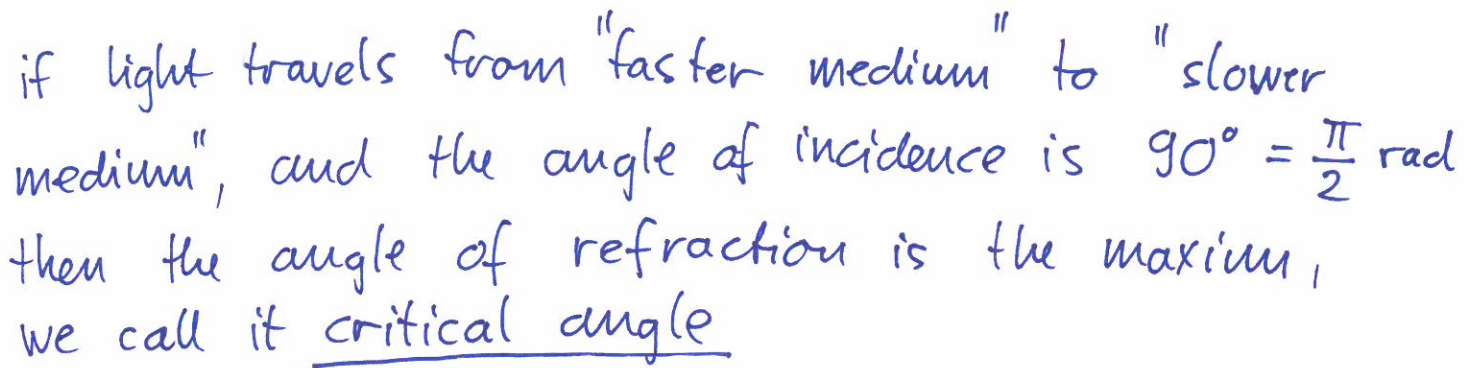 if light travels from "faster medium" to "slower
medium", and the angle of incidence is 90° = π/2 rad
then the angle of refraction is the maxium,
we call it critical angle